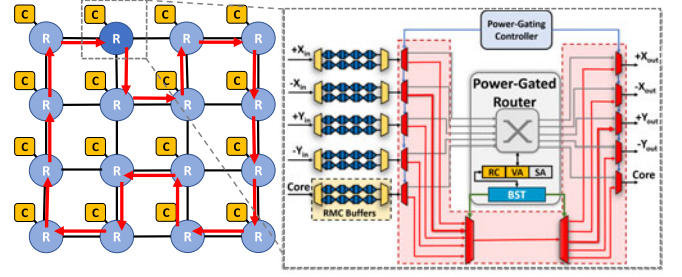 C C C C
R R R R
C C C C
R R R R
C C C C
R R R R
C C C C
R R R R
Power-Gating
Controller
+Xin
-Xin
+Yin
-Yin
Core
RMC Buffers
Power-Gated
Router
RC VA SA
BST
+Xout
-Xout
+Yout
-Yout
Core